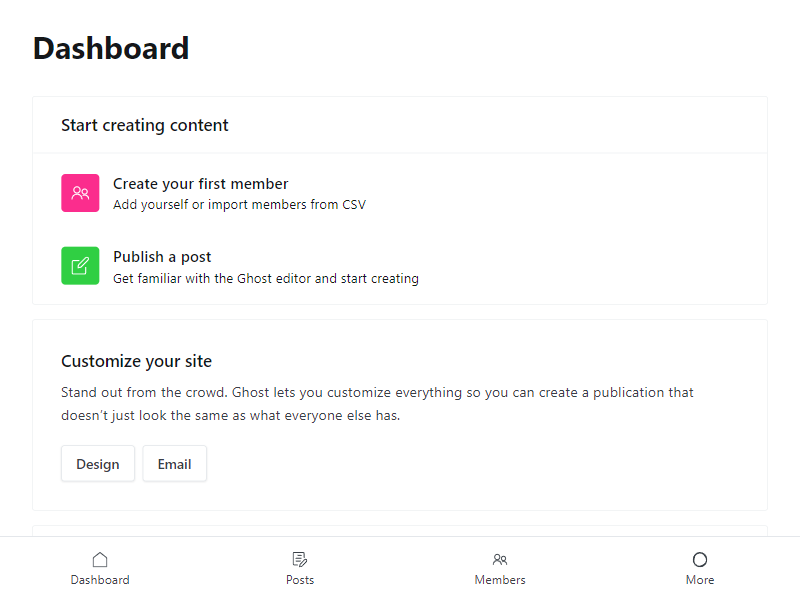 Dashboard
Start creating content
Create your first member
Add yourself or import members from CSV
Publish a post
Get familiar with the Ghost editor and start creating
Customize your site
Stand out from the crowd. Ghost lets you customize everything so you can create a publication that
doesn't just look the same as what everyone else has.
Design Email
Dashboard Posts Members More